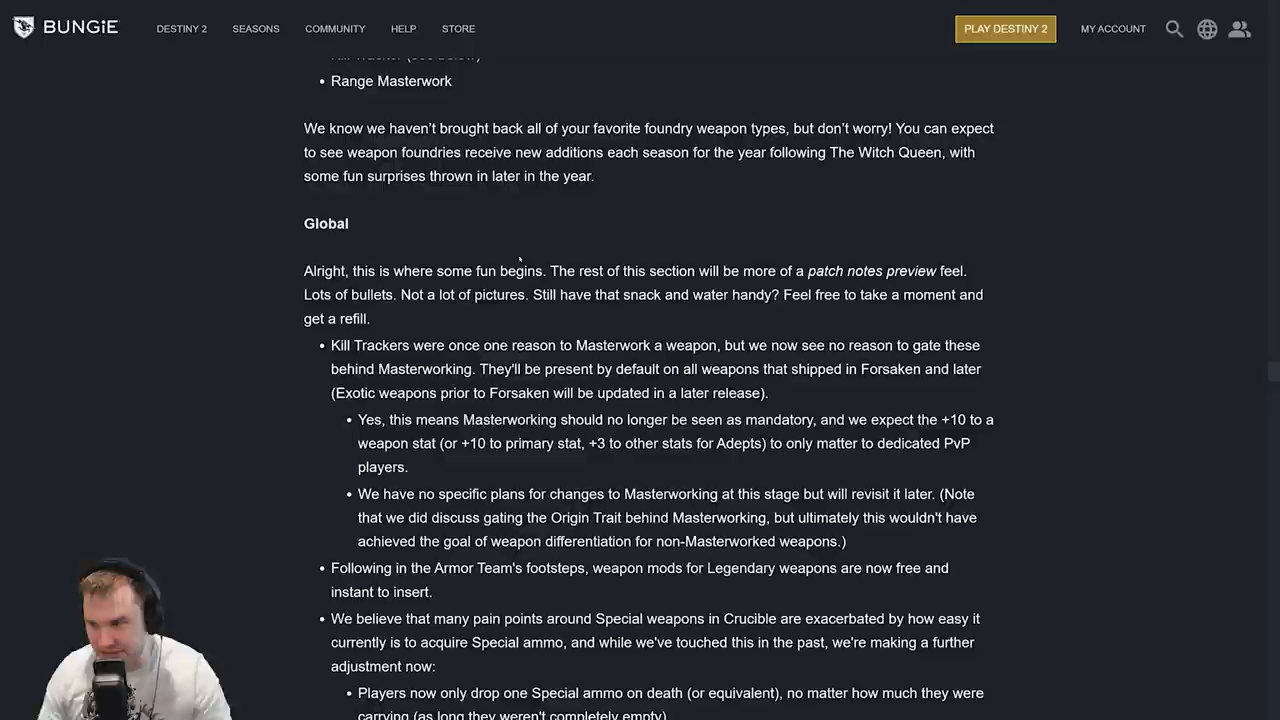 BUNGiE
DESTINY 2
SEASONS
COMMUNITY
HELP
STORE
PLAY DESTINY 2
MY ACCOUNT
• Range Masterwork
We know we haven’t brought back all of your favorite foundry weapon types, but don’t worry! You can expect
to see weapon foundries receive new additions each season for the year following The Witch Queen, with
some fun surprises thrown in later in the year.
Global
Alright, this is where some fun begins. The rest of this section will be more of a patch notes preview feel.
Lots of bullets. Not a lot of pictures. Still have that snack and water handy? Feel free to take a moment and
get a refill.
• Kill Trackers were once one reason to Masterwork a weapon, but we now see no reason to gate these
behind Masterworking. They'll be present by default on all weapons that shipped in Forsaken and later
(Exotic weapons prior to Forsaken will be updated in a later release).
• Yes, this means Masterworking should no longer be seen as mandatory, and we expect the +10 to a
weapon stat (or +10 to primary stat, +3 to other stats for Adepts) to only matter to dedicated PvP
players.
• We have no specific plans for changes to Masterworking at this stage but will revisit it later. (Note
that we did discuss gating the Origin Trait behind Masterworking, but ultimately this wouldn't have
achieved the goal of weapon differentiation for non-Masterworked weapons.)
• Following in the Armor Team's footsteps, weapon mods for Legendary weapons are now free and
instant to insert.
• We believe that many pain points around Special weapons in Crucible are exacerbated by how easy it
currently is to acquire Special ammo, and while we've touched this in the past, we're making a further
adjustment now:
• Players now only drop one Special ammo on death (or equivalent), no matter how much they were
carrying (as long they weren't completely empty)